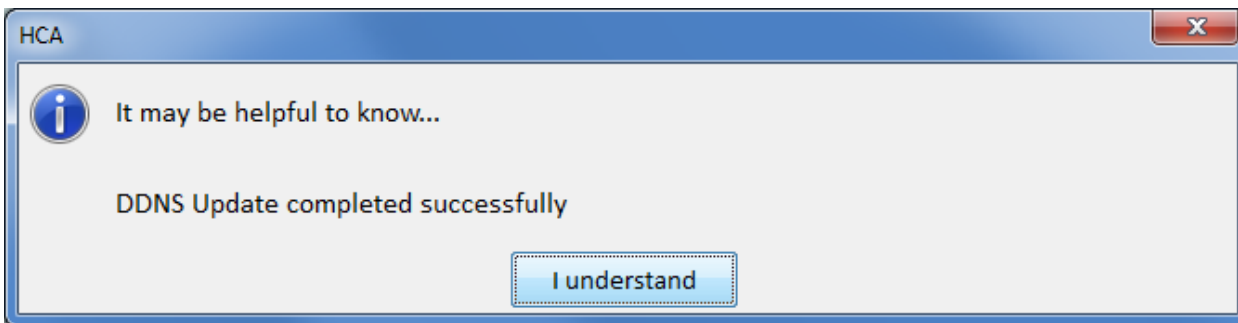 HCA
It may be helpful to know...
DDNS Update completed successfully
I understand